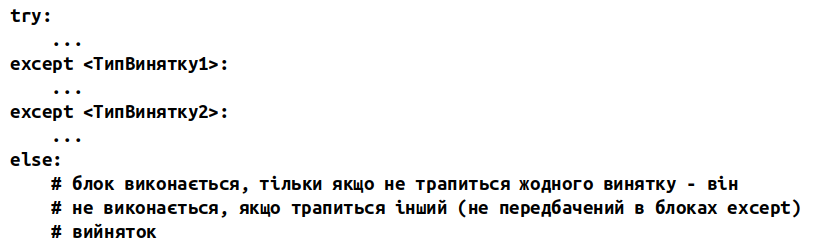 try:
    ...
except <ТипВинятку1>:
    ...
except <ТипВинятку2>:
    ...
else:
    # блок виконається, тільки якщо не трапиться жодного винятку - він
    # не виконається, якщо трапиться інший (не передбачений в блоках except)
    # вийняток